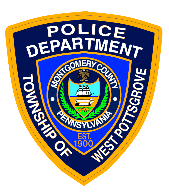 POLICE
DEPARTMENT
TOWNSHIP OF
WEST POTTSGROVE
MONTGOMERY COUNTY
PENNSYLVANIA
EST.
1900